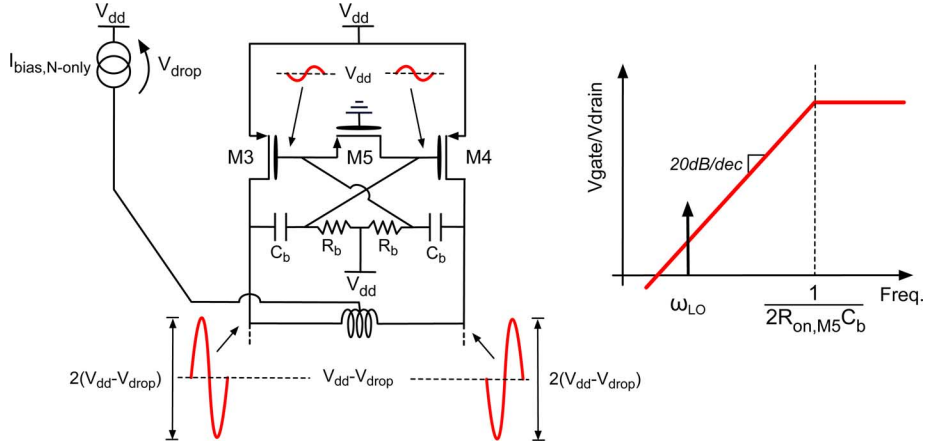 Vdd
Vdd
Ibias,N-only
Vdrop
Vdd
M3
M5
M4
Cb
Rb
Rb
Cb
Vdd
2(Vdd-Vdrop)
Vdd-Vdrop
2(Vdd-Vdrop)
Vgate/Vdrain
20dB/dec
ωLO
1
2Ron,M5Cb
Freq.